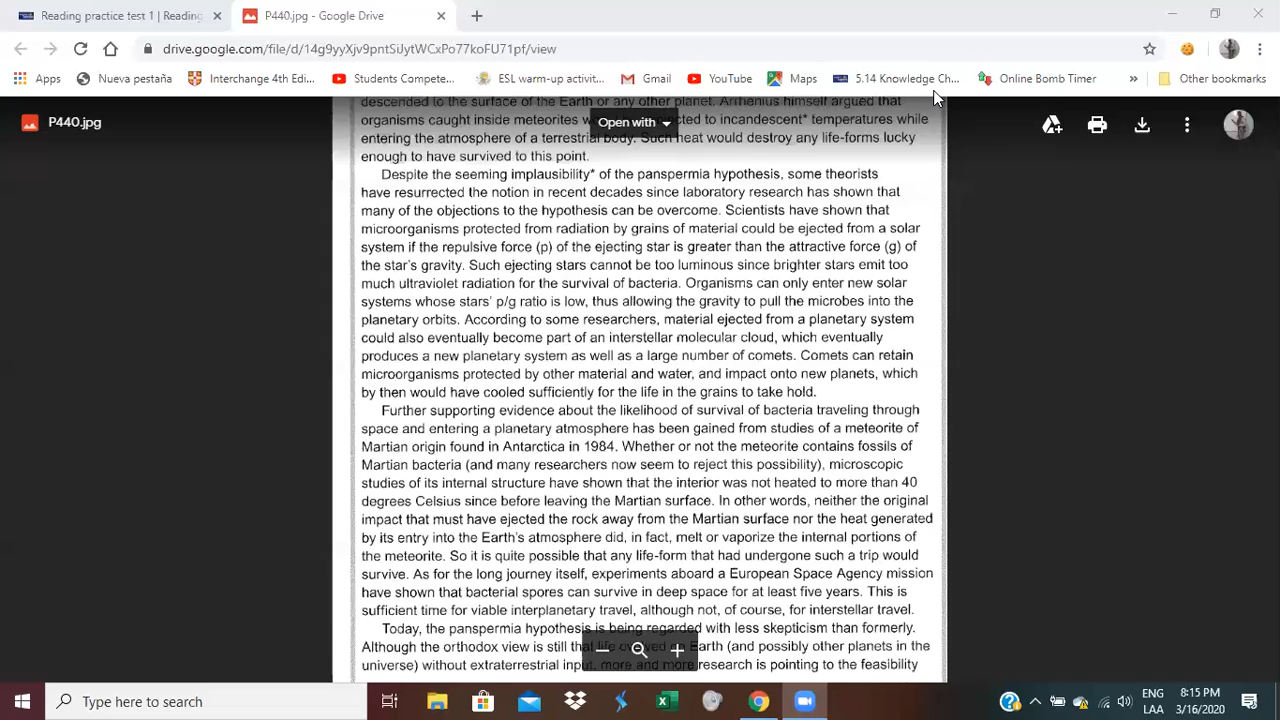 Reading practice test 1 | Reading
P440.jpg - Google Drive
drive.google.com/file/d/14g9yyXjv9pntSiJytWCxPo77koFU71pf/view
Apps
Nueva pestaña
Interchange 4th Edi...
Students Compete...
ESL warm-up activit...
Gmail
YouTube
Maps
5.14 Knowledge Ch...
Online Bomb Timer
»
Other bookmarks
P440.jpg
Open with
descended to the surface of the Earth or any other planet. Arrhenius himself argued that
organisms caught inside meteorites to incandescent* temperatures while
entering the atmosphere of a terrestrial body. Such heat would destroy any life-forms lucky
enough to have survived to this point.
Despite the seeming implausibility* of the panspermia hypothesis, some theorists
have resurrected the notion in recent decades since laboratory research has shown that
many of the objections to the hypothesis can be overcome. Scientists have shown that
microorganisms protected from radiation by grains of material could be ejected from a solar
system if the repulsive force (p) of the ejecting star is greater than the attractive force (g) of
the star's gravity. Such ejecting stars cannot be too luminous since brighter stars emit too
much ultraviolet radiation for the survival of bacteria. Organisms can only enter new solar
systems whose stars' p/g ratio is low, thus allowing the gravity to pull the microbes into the
planetary orbits. According to some researchers, material ejected from a planetary system
could also eventually become part of an interstellar molecular cloud, which eventually
produces a new planetary system as well as a large number of comets. Comets can retain
microorganisms protected by other material and water, and impact onto new planets, which
by then would have cooled sufficiently for the life in the grains to take hold.
Further supporting evidence about the likelihood of survival of bacteria traveling through
space and entering a planetary atmosphere has been gained from studies of a meteorite of
Martian origin found in Antarctica in 1984. Whether or not the meteorite contains fossils of
Martian bacteria (and many researchers now seem to reject this possibility), microscopic
studies of its internal structure have shown that the interior was not heated to more than 40
degrees Celsius since before leaving the Martian surface. In other words, neither the original
impact that must have ejected the rock away from the Martian surface nor the heat generated
by its entry into the Earth's atmosphere did, in fact, melt or vaporize the internal portions of
the meteorite. So it is quite possible that any life-form that had undergone such a trip would
survive. As for the long journey itself, experiments aboard a European Space Agency mission
have shown that bacterial spores can survive in deep space for at least five years. This is
sufficient time for viable interplanetary travel, although not, of course, for interstellar travel.
Today, the panspermia hypothesis is being regarded with less skepticism than formerly.
Although the orthodox view is still that life evolved on Earth (and possibly other planets in the
universe) without extraterrestrial input, more and more research is pointing to the feasibility
Type here to search
ENG
LAA
8:15 PM
3/16/2020